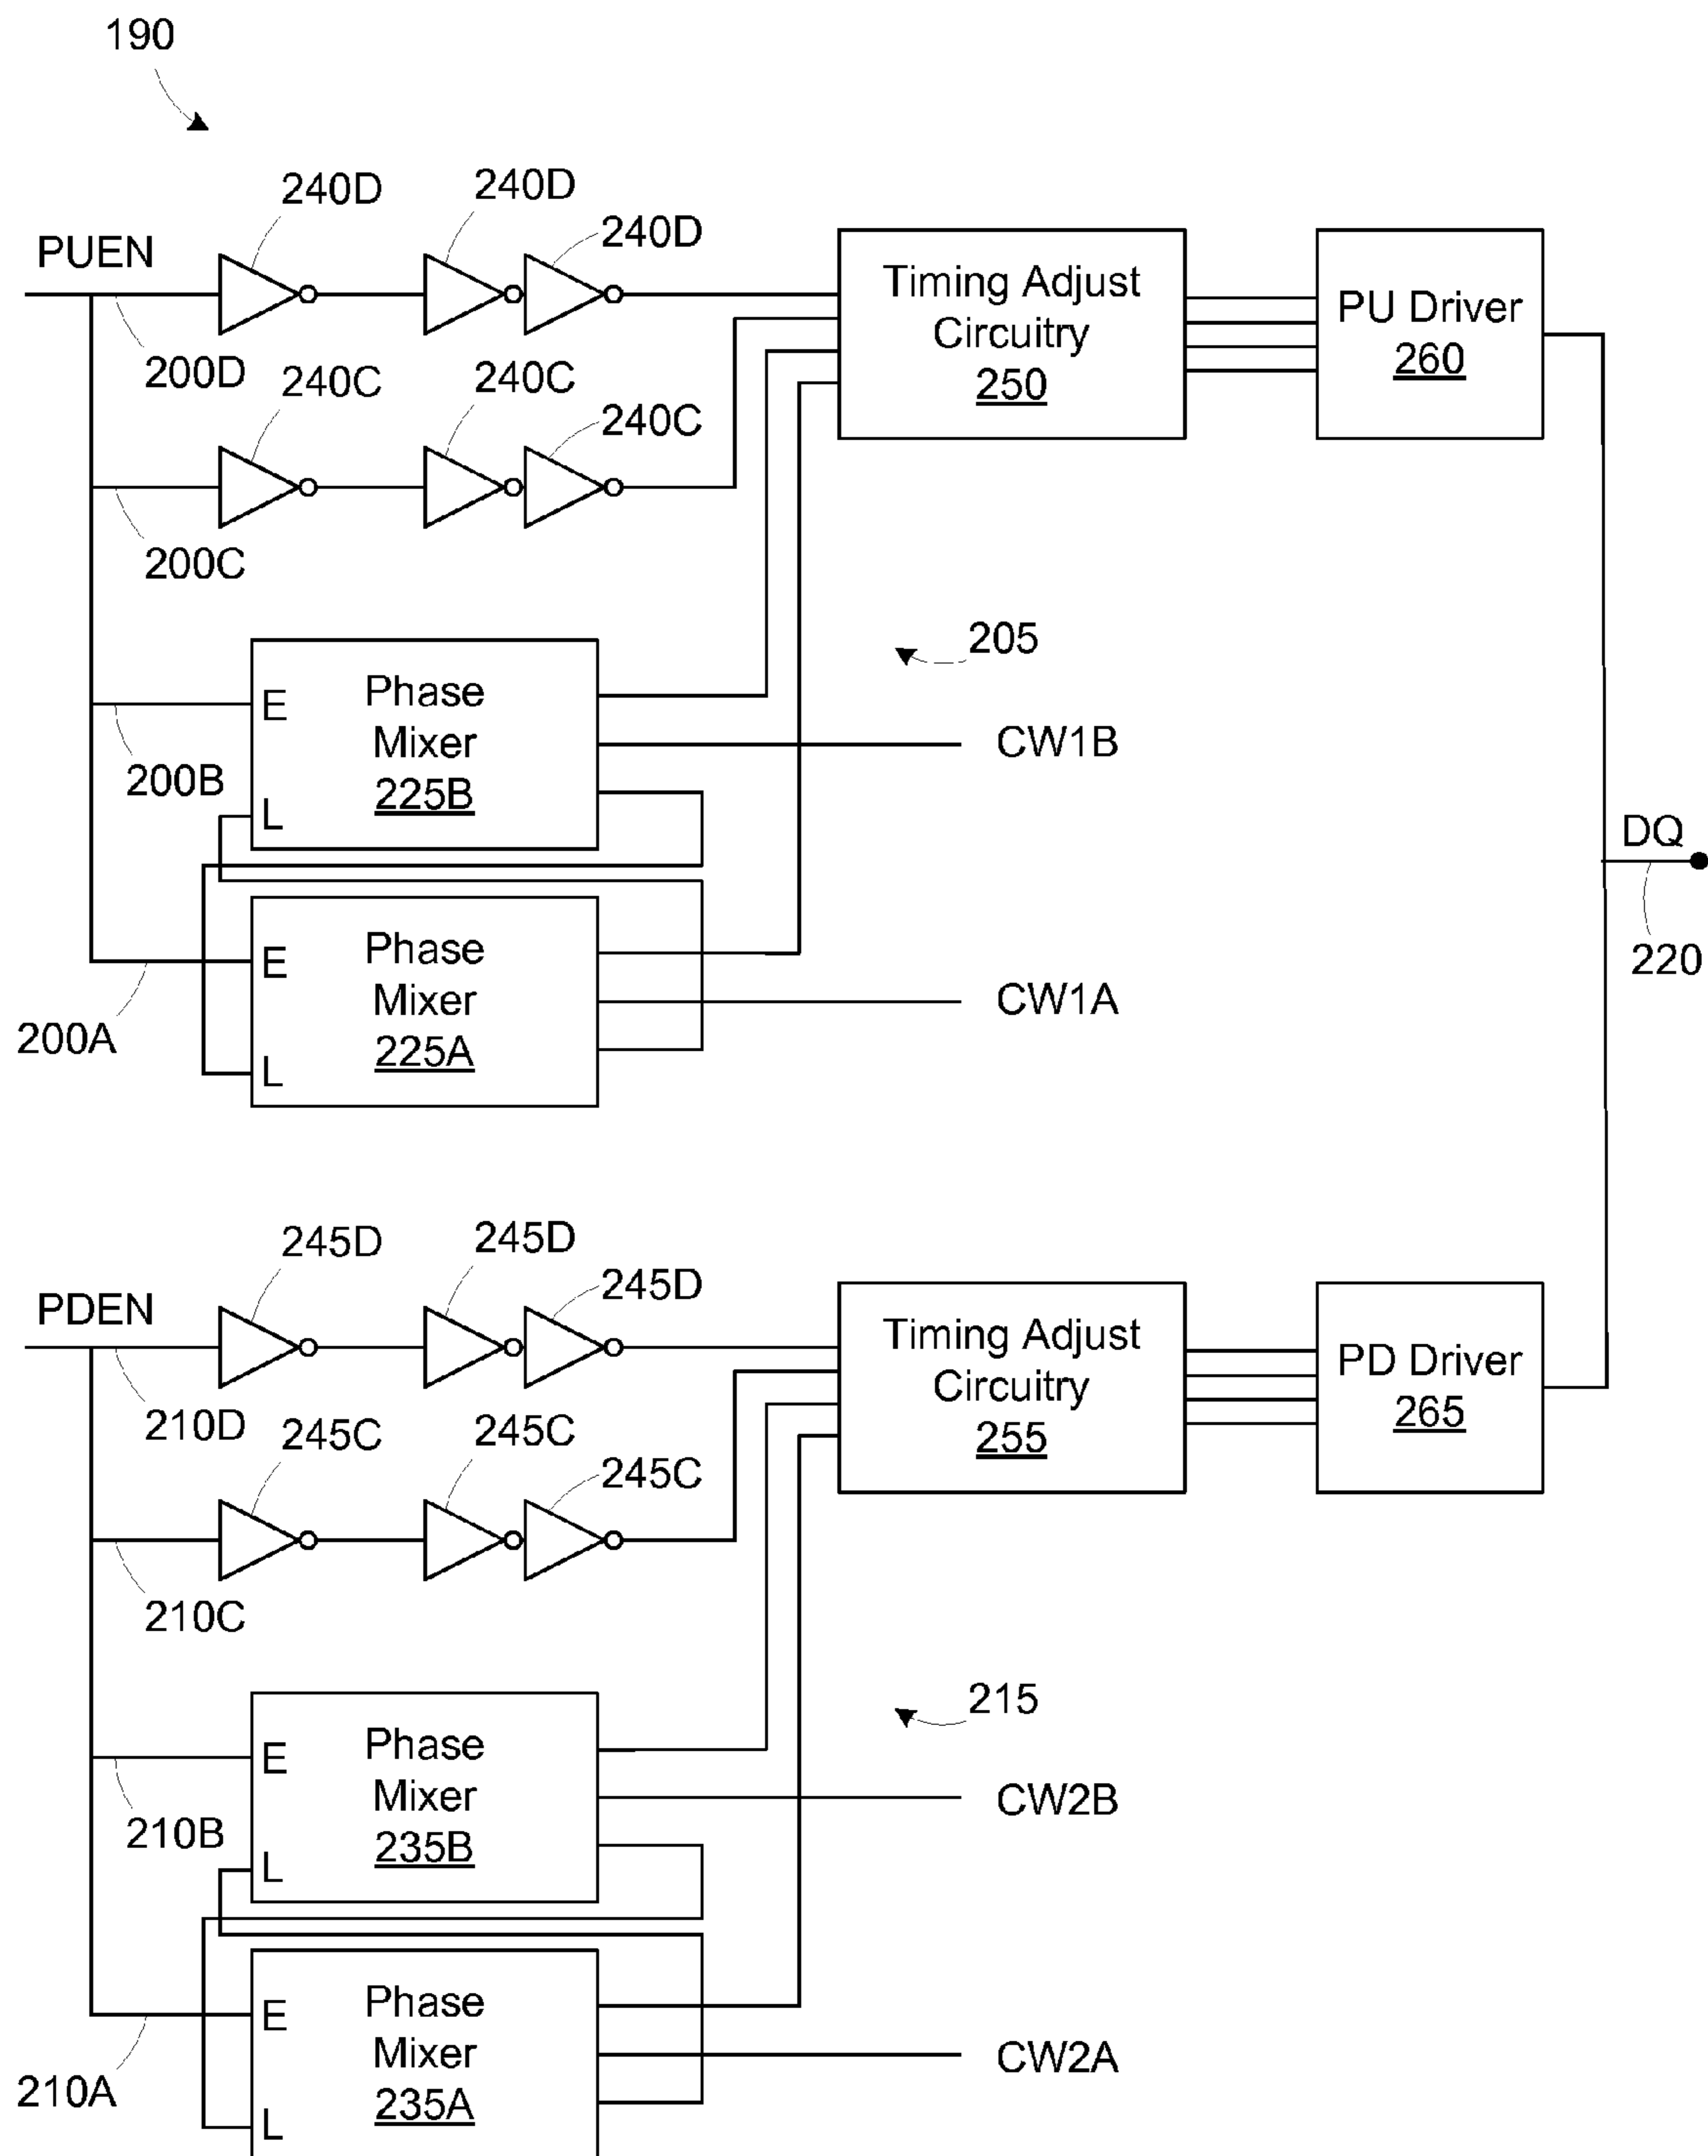 190
240D
240D
240D
PUEN
200D
240C
240C
240C
200C
Timing Adjust
Circuitry
250
PU Driver
260
205
E
Phase
Mixer
225B
L
200B
CW1B
DQ
220
E
Phase
Mixer
225A
L
200A
CW1A
245D
245D
245D
PDEN
210D
245C
245C
245C
210C
Timing Adjust
Circuitry
255
PD Driver
265
215
E
Phase
Mixer
235B
L
210B
CW2B
E
Phase
Mixer
235A
L
210A
CW2A